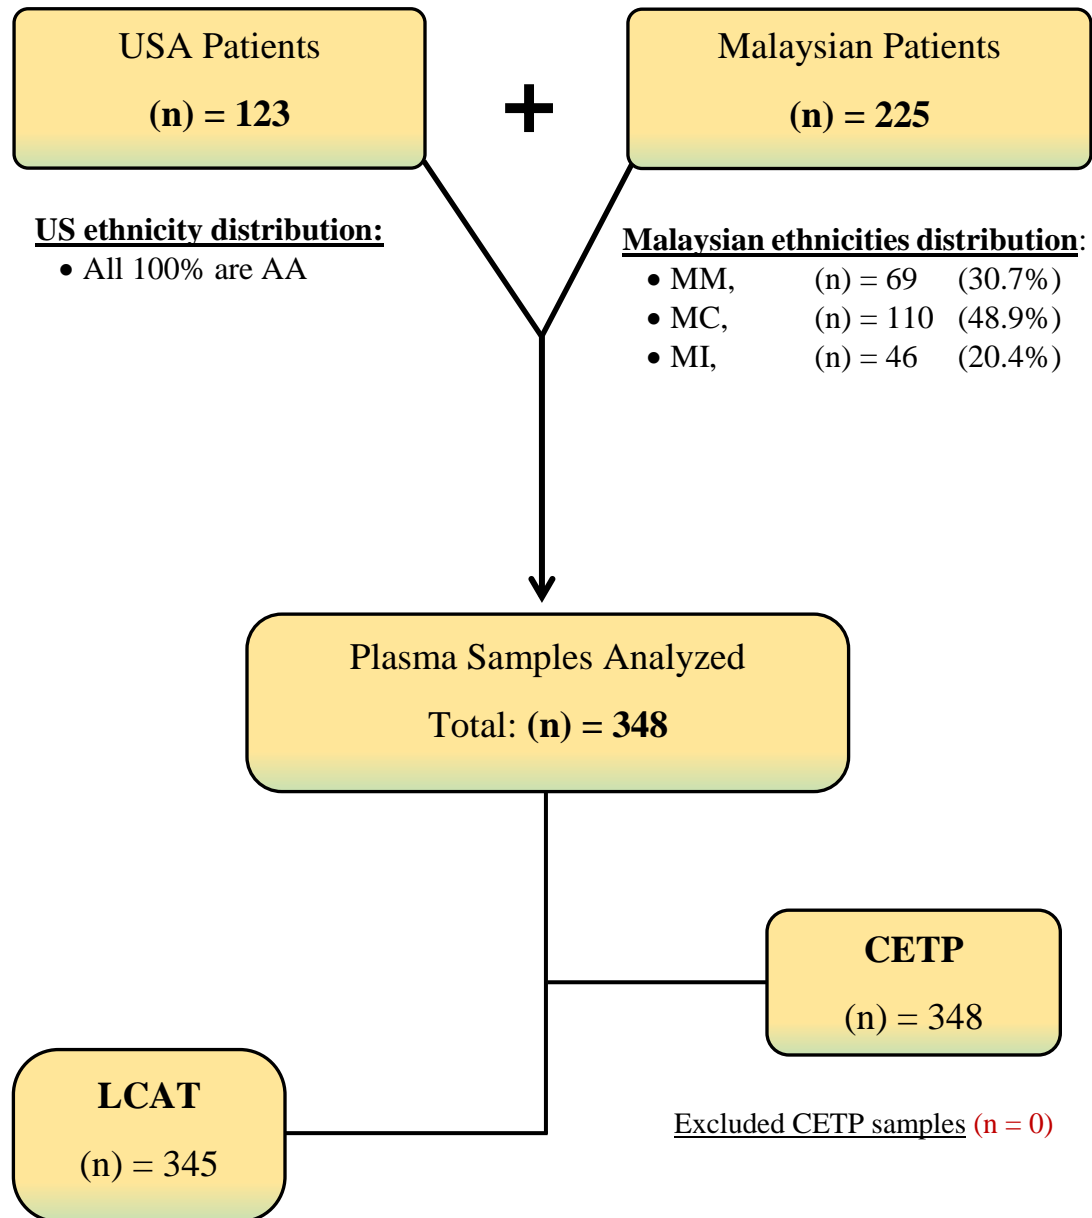 USA Patients
(n) = 123
+
Malaysian Patients
(n) = 225
US ethnicity distribution:
• All 100% are AA
Malaysian ethnicities distribution:
• MM, (n) = 69 (30.7%)
• MC, (n) = 110 (48.9%)
• MI, (n) = 46 (20.4%)
Plasma Samples Analyzed
Total: (n) = 348
CETP
(n) = 348
Excluded CETP samples (n = 0)
LCAT
(n) = 345